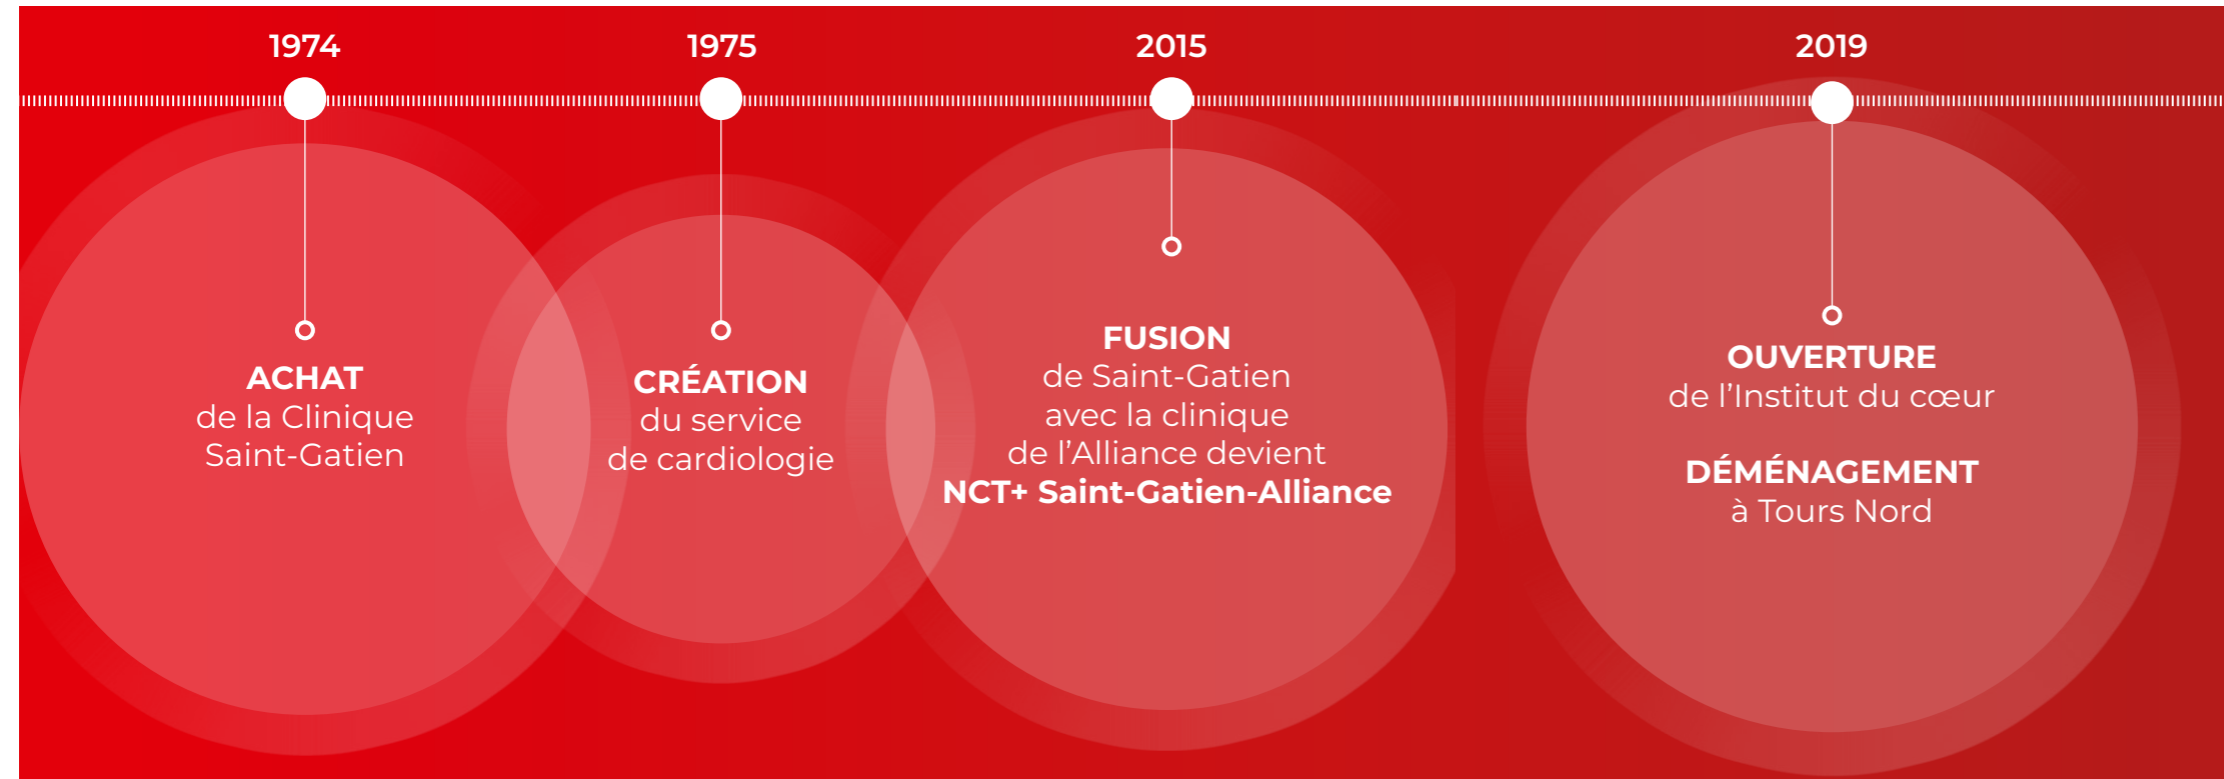 1974
ACHAT
de la Clinique
Saint-Gatien
1975
CRÉATION
du service
de cardiologie
2015
FUSION
de Saint-Gatien
avec la clinique
de l’Alliance devient
NCT+ Saint-Gatien-Alliance
2019
OUVERTURE
de l’Institut du cœur
DÉMÉNAGEMENT
à Tours Nord